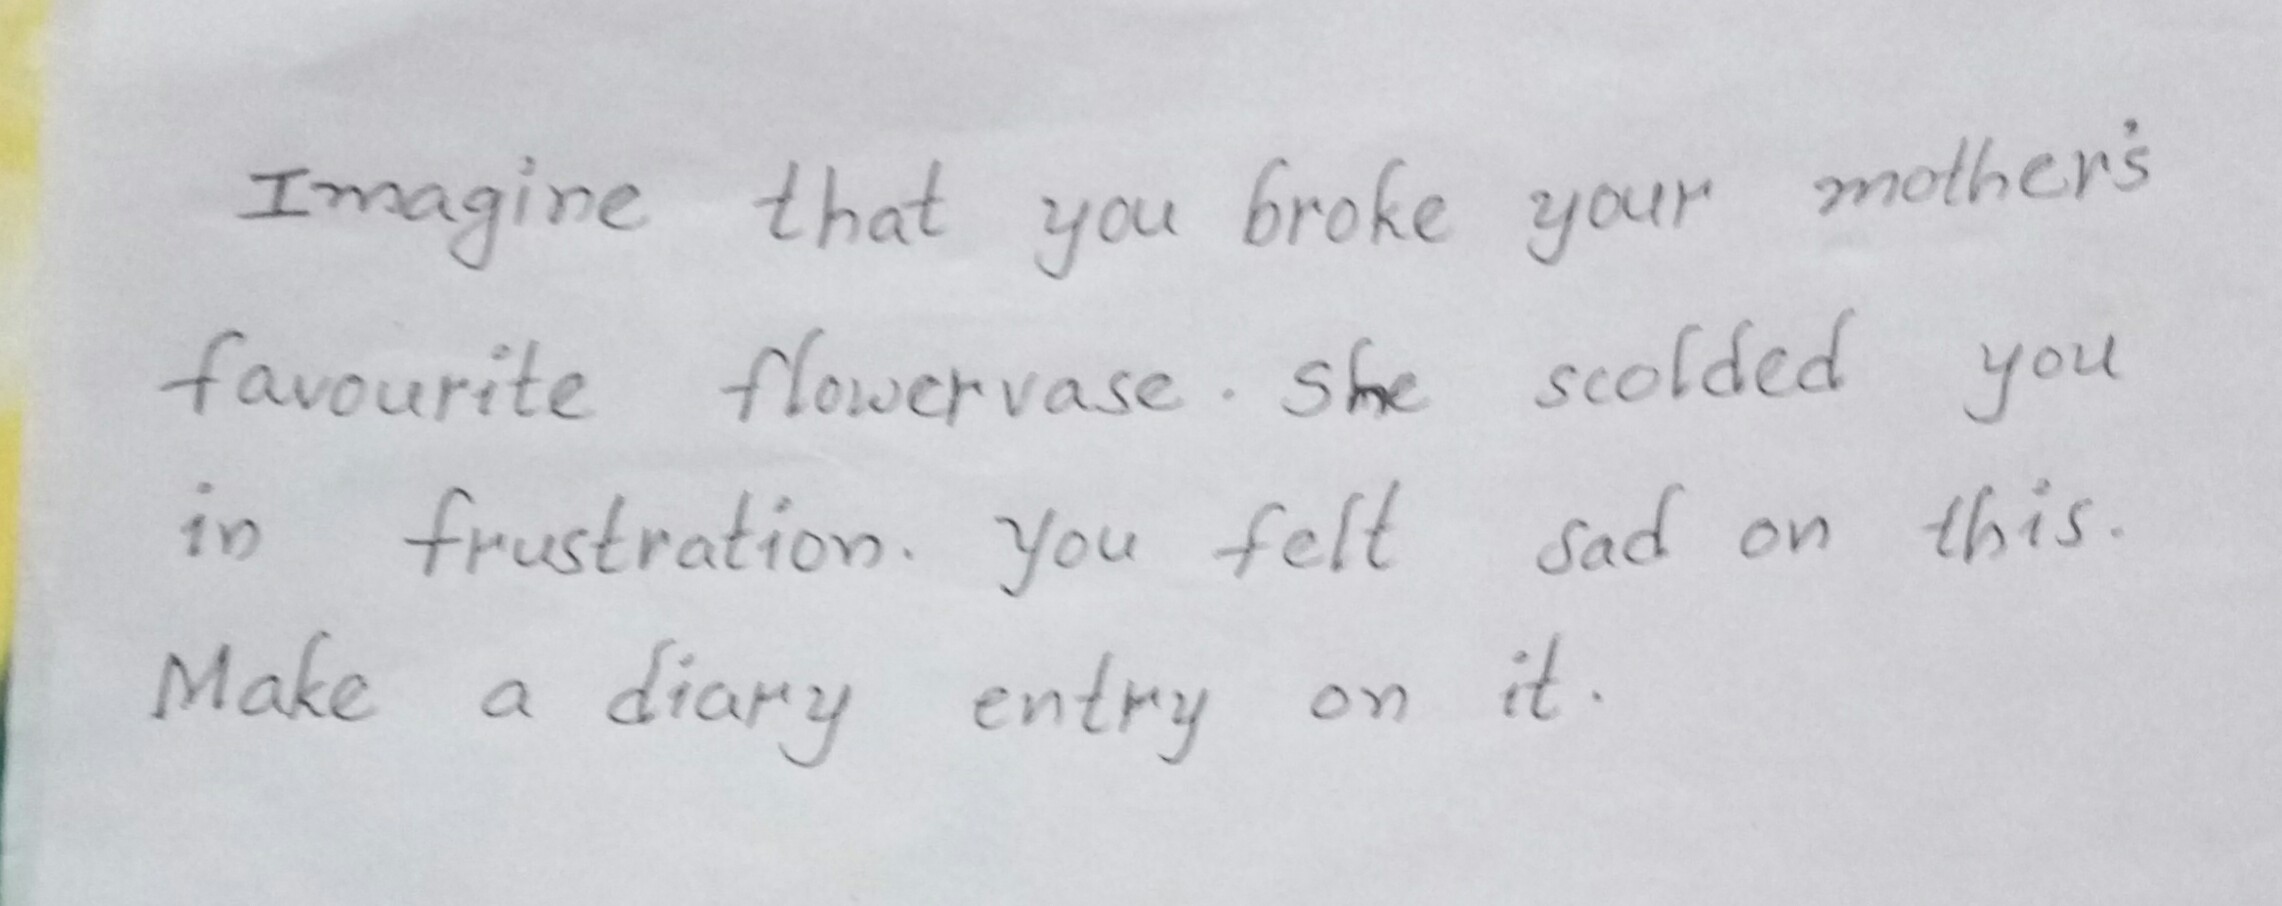 Imagine that you broke your mother's
favourite flowervase. She scolded you
in frustration. You felt sad on this.
Make a diary entry on it.